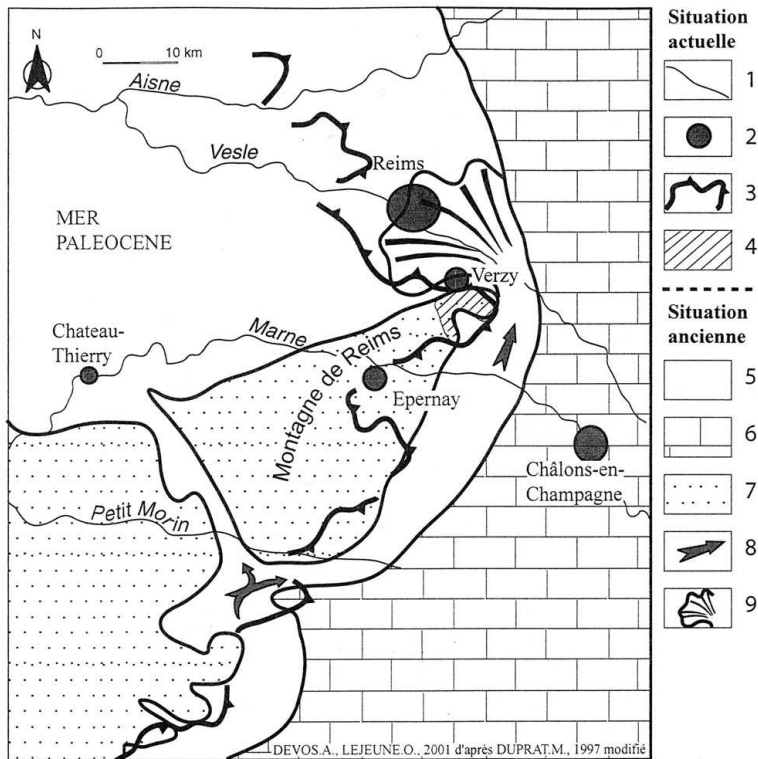 N
0 10 km
Aisne
Vesle
Reims
MER
PALEOCENE
Verzy
Chateau-
Thierry
Marne
Montagne de Reims
Epernay
Châlons-en-
Champagne
Petit Morin
DEVOS.A., LEJEUNE.O., 2001 d'après DUPRAT.M., 1997 modifié
Situation
actuelle
1
2
3
4
Situation
ancienne
5
6
7
8
9